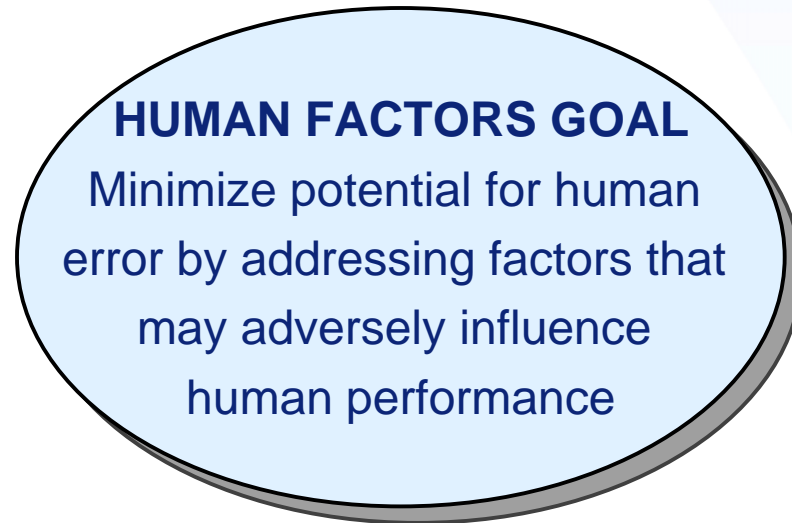 HUMAN FACTORS GOAL
Minimize potential for human
error by addressing factors that
may adversely influence
human performance